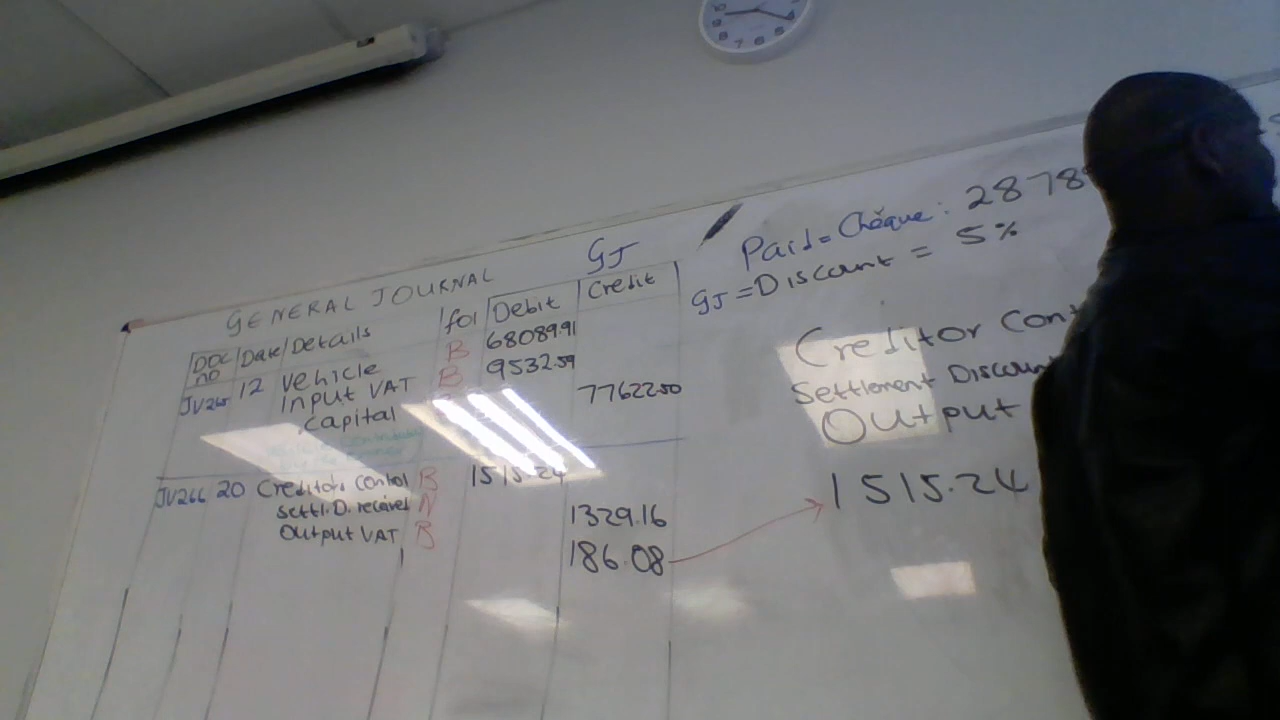 GENERAL JOURNAL GJ
DOC NO Date Details fol Debit Credit
JV265 12 Vehicle B 68089.91
Input VAT B 9532.59
Capital 77622.50
JV266 20 Creditors Control B 1515.24
Settl. D. received N 1329.16
Output VAT B 186.08
Paid = Cheque: 2878
GJ = Discount = 5%
Creditor Cont
Settlement Discoun
Output
1515.24